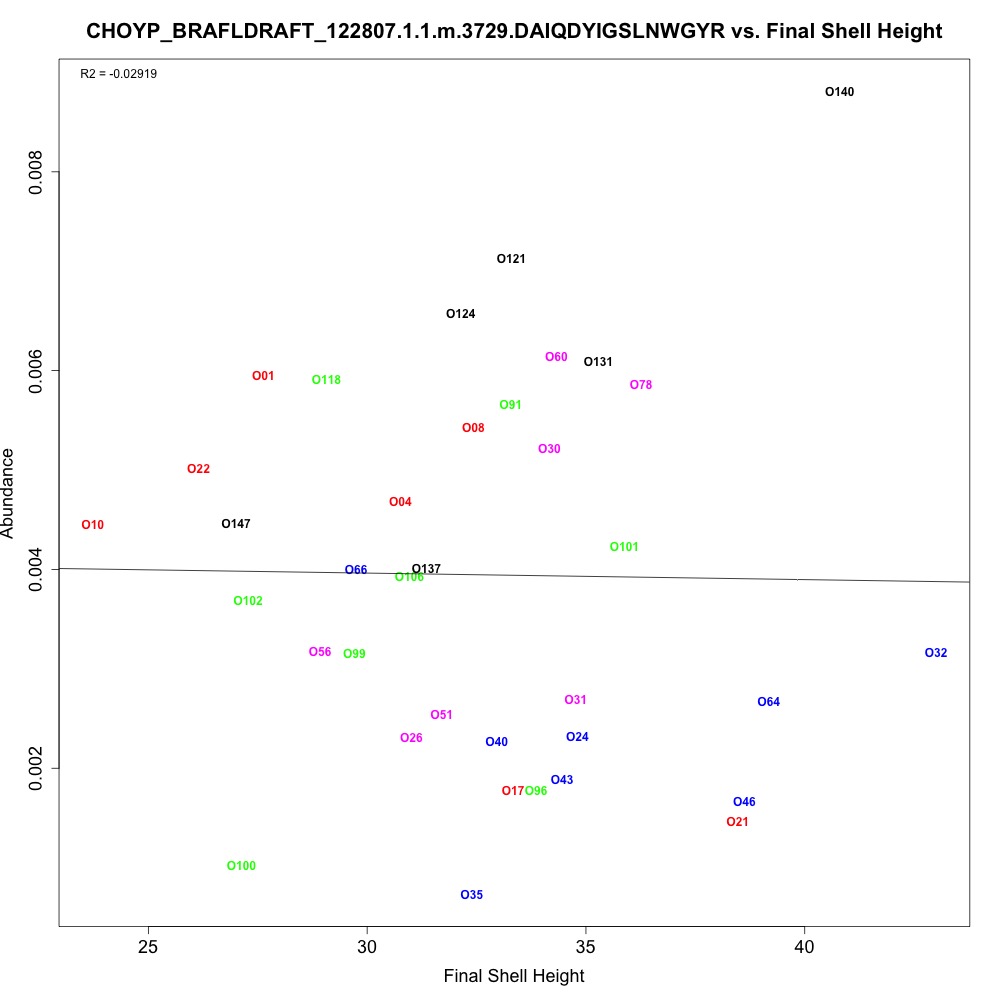 CHOYP_BRAFLDRAFT_122807.1.1.m.3729.DAIQDYIGSLNWGYR vs. Final Shell Height
R2 = -0.02919
O140
0.008
O121
O124
O60
O131
0.006
O01
O118
O78
O91
O08
O30
O22
O04
Abundance
O10
O147
O101
0.004
O66
O137
O106
O102
O56
O99
O32
O31
O64
O51
O26
O40
O24
0.002
O43
O17
O96
O46
O21
O100
O35
25
30
35
40
Final Shell Height